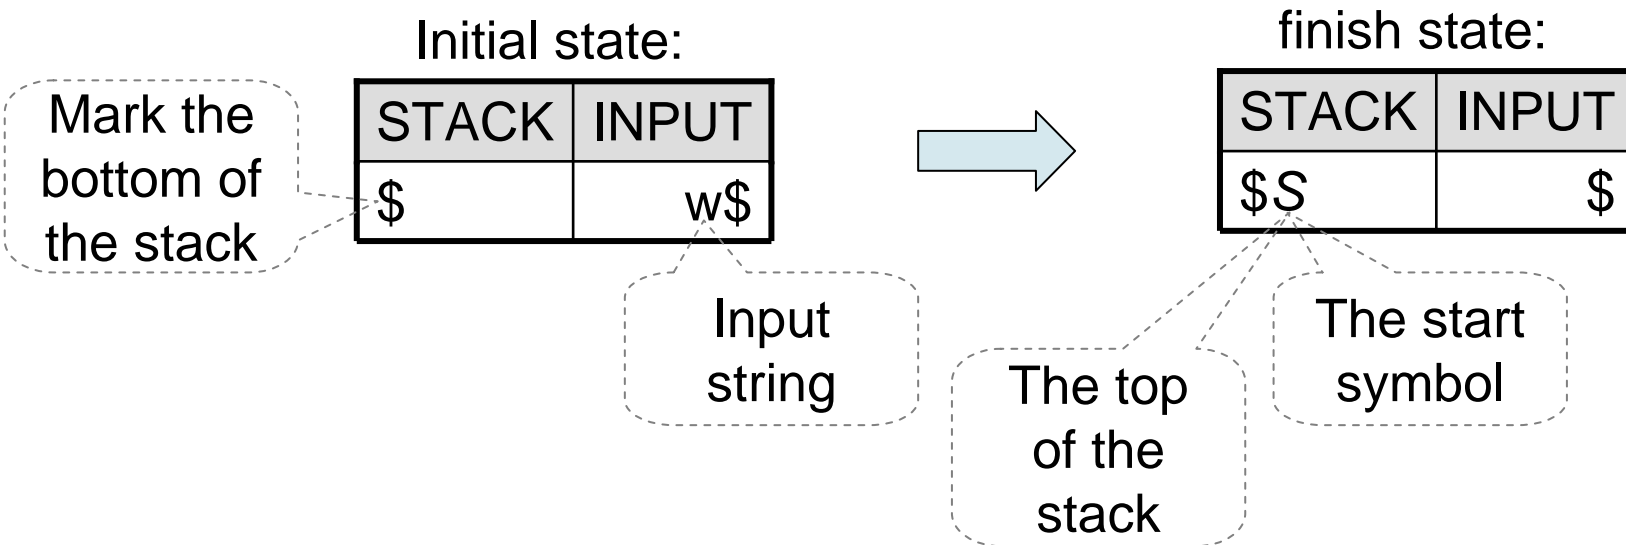 Initial state:
finish state:
Mark the
bottom of
the stack
STACK INPUT
$ w$
STACK INPUT
$S $
Input
string
The top
of the
stack
The start
symbol